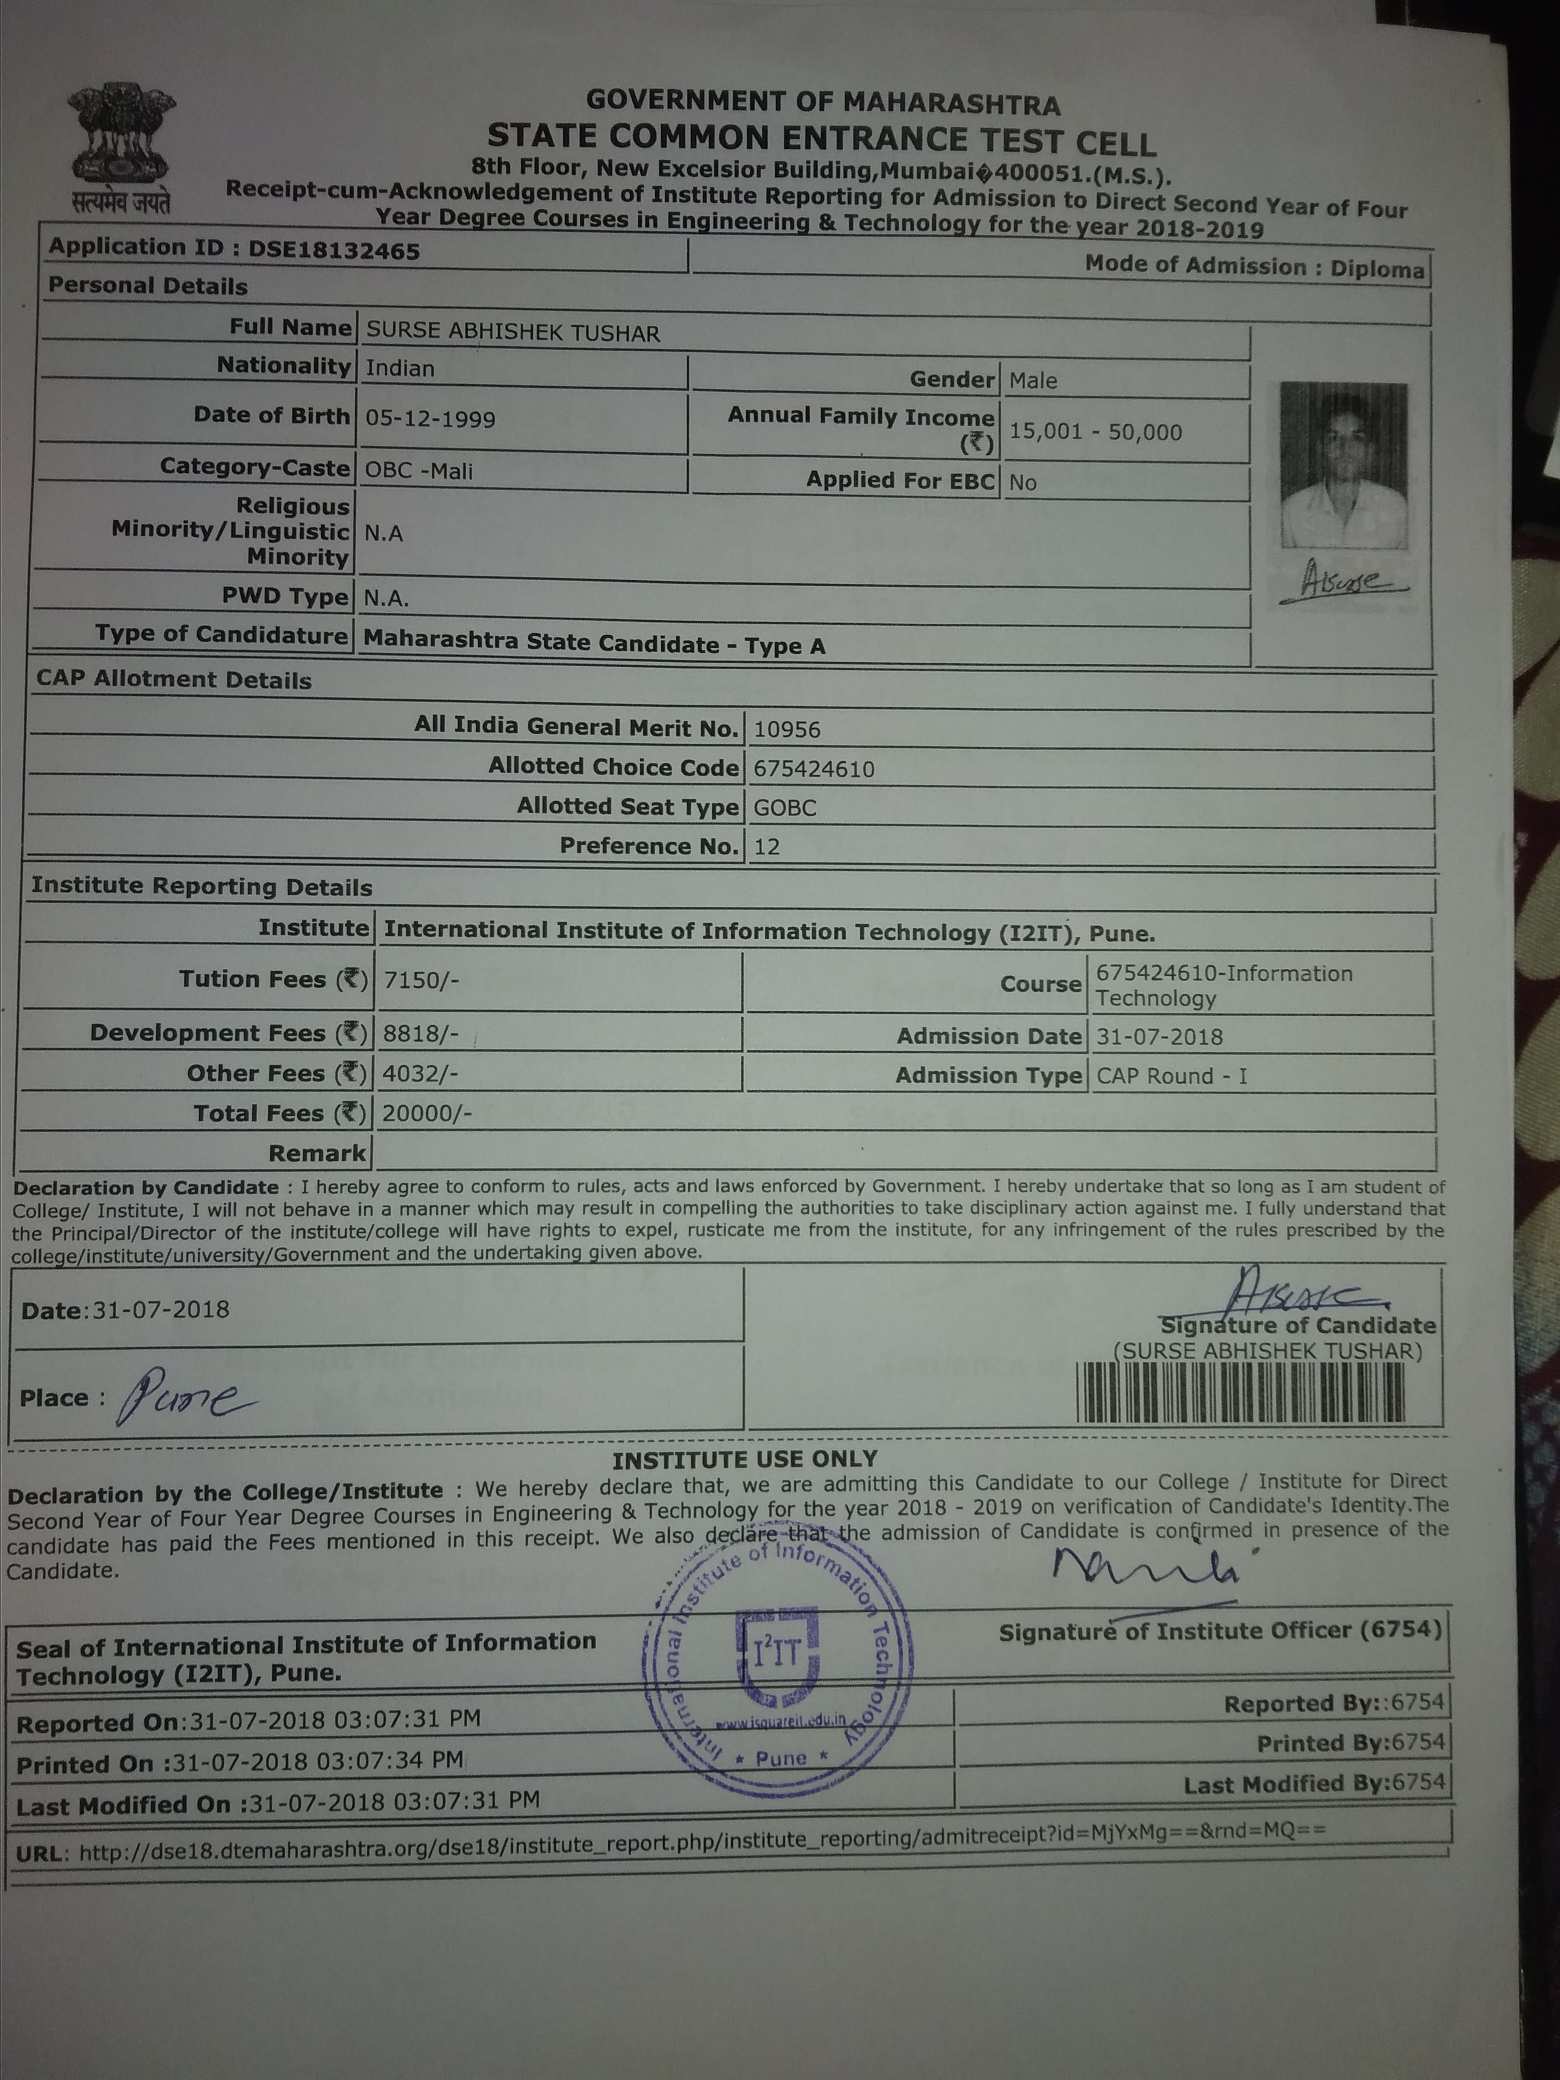 सत्यमेव जयते
GOVERNMENT OF MAHARASHTRA
STATE COMMON ENTRANCE TEST CELL
8th Floor, New Excelsior Building,Mumbai�400051.(M.S.).
Receipt-cum-Acknowledgement of Institute Reporting for Admission to Direct Second Year of Four
Year Degree Courses in Engineering & Technology for the year 2018-2019
Application ID : DSE18132465 Mode of Admission : Diploma
Personal Details
Full Name SURSE ABHISHEK TUSHAR
Nationality Indian Gender Male
Date of Birth 05-12-1999 Annual Family Income (₹) 15,001 - 50,000
Category-Caste OBC -Mali Applied For EBC No
Religious
Minority/Linguistic N.A
Minority
PWD Type N.A.
Type of Candidature Maharashtra State Candidate - Type A
CAP Allotment Details
All India General Merit No. 10956
Allotted Choice Code 675424610
Allotted Seat Type GOBC
Preference No. 12
Institute Reporting Details
Institute International Institute of Information Technology (I2IT), Pune.
Tution Fees (₹) 7150/- Course 675424610-Information Technology
Development Fees (₹) 8818/- Admission Date 31-07-2018
Other Fees (₹) 4032/- Admission Type CAP Round - I
Total Fees (₹) 20000/-
Remark
Declaration by Candidate : I hereby agree to conform to rules, acts and laws enforced by Government. I hereby undertake that so long as I am student of
College/ Institute, I will not behave in a manner which may result in compelling the authorities to take disciplinary action against me. I fully understand that
the Principal/Director of the institute/college will have rights to expel, rusticate me from the institute, for any infringement of the rules prescribed by the
college/institute/university/Government and the undertaking given above.
Date:31-07-2018
Signature of Candidate
(SURSE ABHISHEK TUSHAR)
Place : Pune
INSTITUTE USE ONLY
Declaration by the College/Institute : We hereby declare that, we are admitting this Candidate to our College / Institute for Direct
Second Year of Four Year Degree Courses in Engineering & Technology for the year 2018 - 2019 on verification of Candidate's Identity.The
candidate has paid the Fees mentioned in this receipt. We also declare that the admission of Candidate is confirmed in presence of the
Candidate.
Seal of International Institute of Information
Technology (I2IT), Pune.
Signature of Institute Officer (6754)
International Institute of Information Technology
I²IT
www.isquareit.edu.in
* Pune *
Reported On:31-07-2018 03:07:31 PM Reported By::6754
Printed On :31-07-2018 03:07:34 PM Printed By:6754
Last Modified On :31-07-2018 03:07:31 PM Last Modified By:6754
URL: http://dse18.dtemaharashtra.org/dse18/institute_report.php/institute_reporting/admitreceipt?id=MjYxMg==&rnd=MQ==